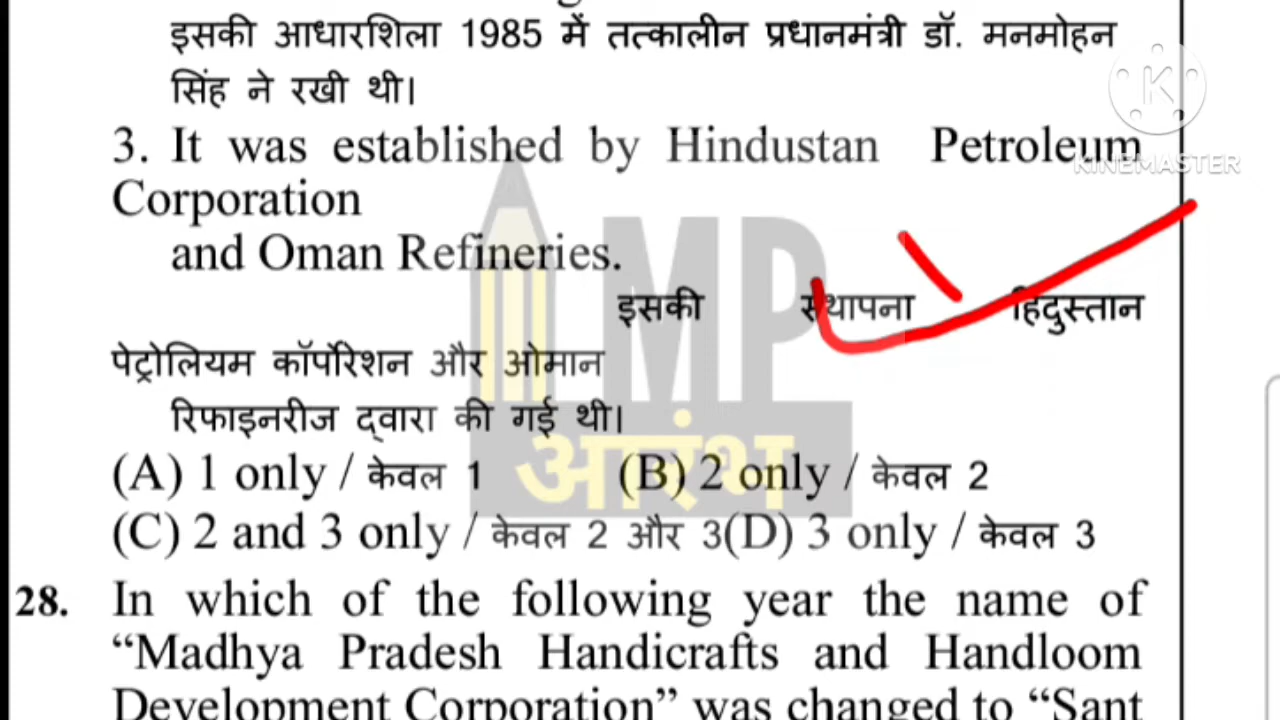 इसकी आधारशिला 1985 में तत्कालीन प्रधानमंत्री डॉ. मनमोहन
सिंह ने रखी थी।
K
KINEMASTER
3. It was established by Hindustan Petroleum
Corporation
and Oman Refineries.
इसकी स्थापना हिदुस्तान
पेट्रोलियम कॉर्पोरेशन और ओमान
रिफाइनरीज द्वारा की गई थी।
MP
आरंभ
(A) 1 only / केवल 1 (B) 2 only / केवल 2
(C) 2 and 3 only / केवल 2 और 3(D) 3 only / केवल 3
28. In which of the following year the name of
“Madhya Pradesh Handicrafts and Handloom
Development Corporation” was changed to “Sant